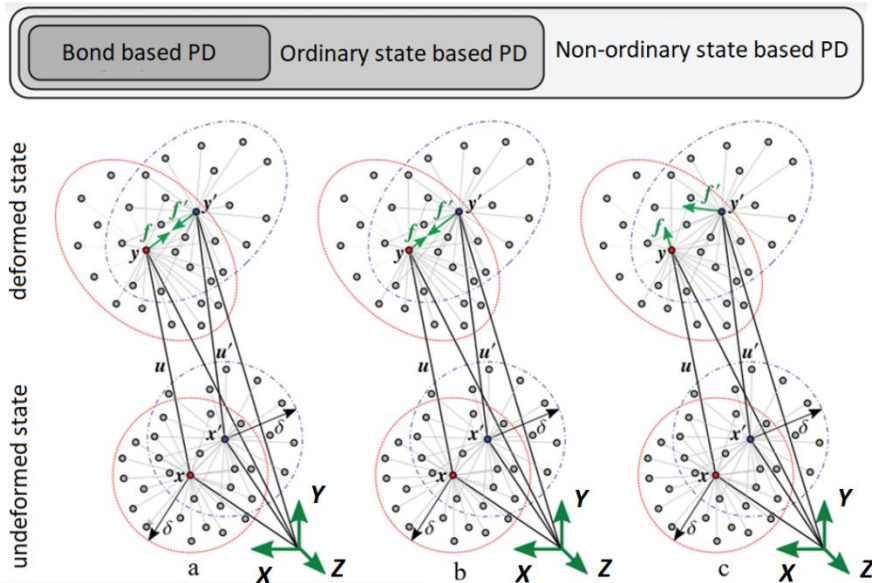 Bond based PD
Ordinary state based PD
Non-ordinary state based PD
deformed state
f f' y' y
f f' y' y
f f' y' y
u u'
u u'
u u'
undeformed state
x' δ x δ
x' δ x δ
x' δ x δ
Y X Z
Y X Z
Y X Z
a
b
c